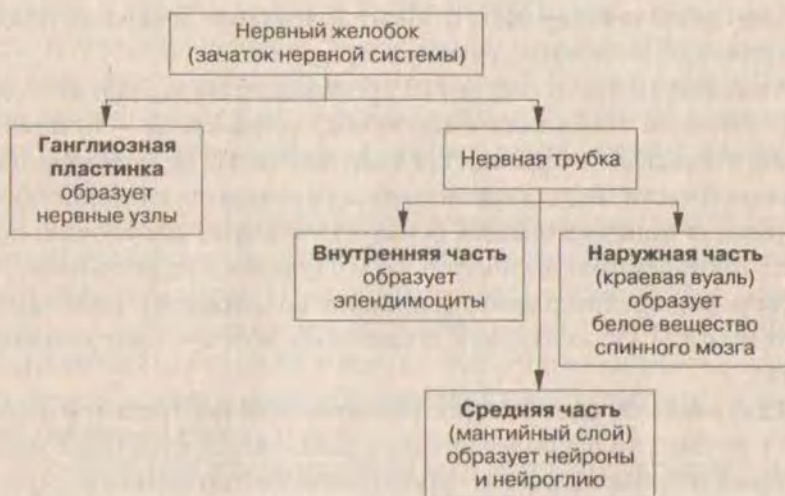 Нервный желобок
(зачаток нервной системы)
Ганглиозная
пластинка
образует
нервные узлы
Нервная трубка
Внутренняя часть
образует
эпендимоциты
Наружная часть
(краевая вуаль)
образует
белое вещество
спинного мозга
Средняя часть
(мантийный слой)
образует нейроны
и нейроглию